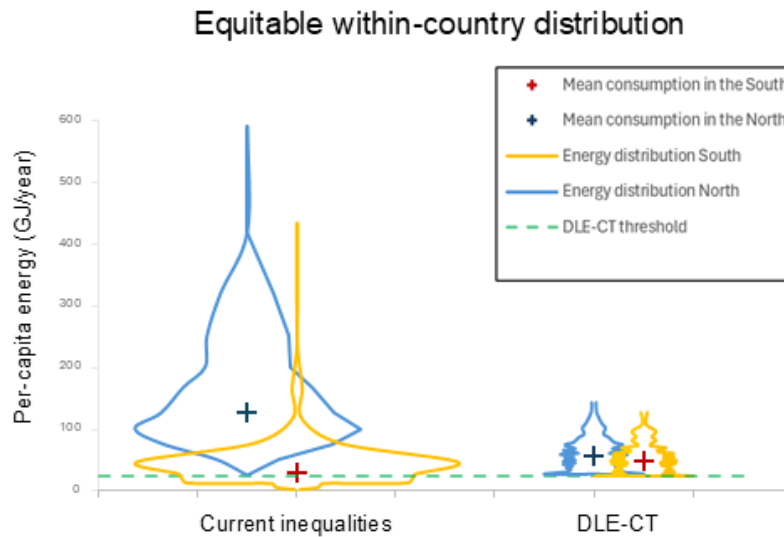 Equitable within-country distribution
Mean consumption in the South
Mean consumption in the North
Energy distribution South
Energy distribution North
DLE-CT threshold
Per-capita energy (GJ/year)
600
500
400
300
200
100
0
Current inequalities
DLE-CT